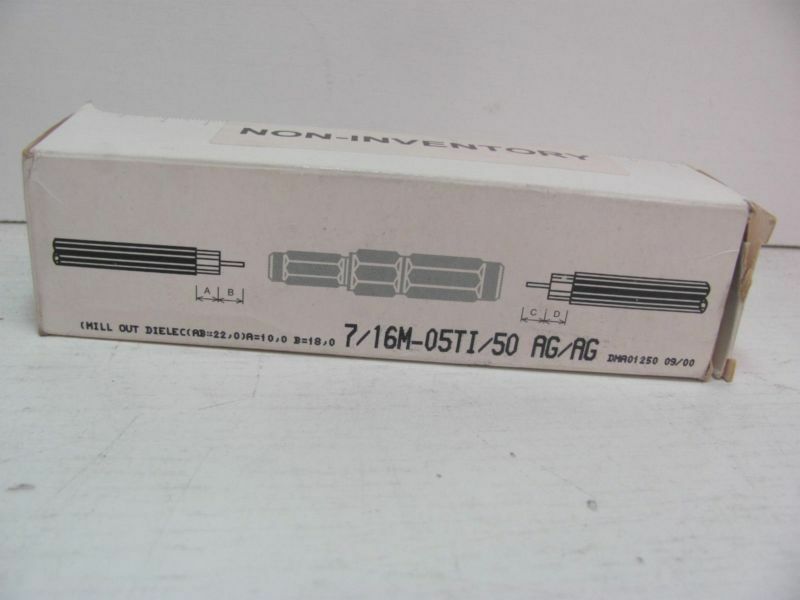 NON-INVENTORY
A B
C D
(MILL OUT DIELEC(AB=22,0)A=10,0 B=18,0 7/16M-05TI/50 AG/AG DMA01250 09/00